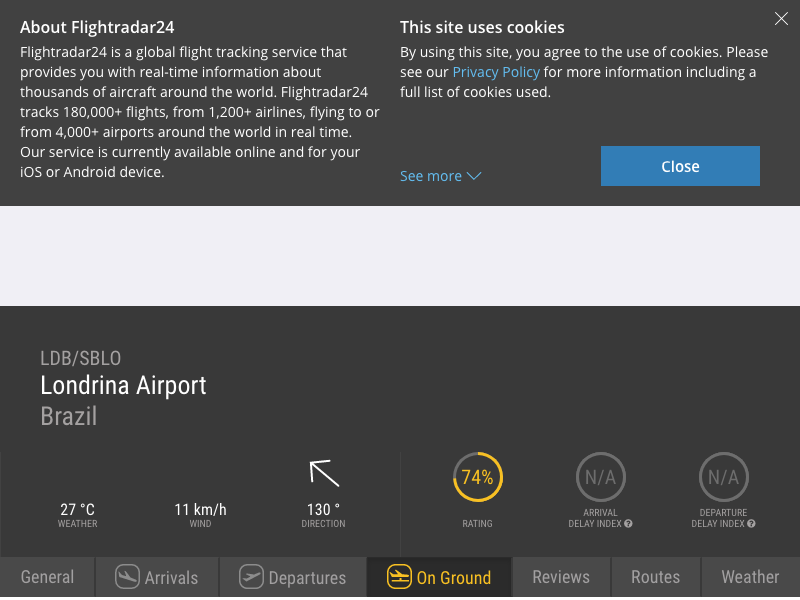 About Flightradar24
Flightradar24 is a global flight tracking service that
provides you with real-time information about
thousands of aircraft around the world. Flightradar24
tracks 180,000+ flights, from 1,200+ airlines, flying to or
from 4,000+ airports around the world in real time.
Our service is currently available online and for your
iOS or Android device.
This site uses cookies
By using this site, you agree to the use of cookies. Please
see our Privacy Policy for more information including a
full list of cookies used.
See more
Close
LDB/SBLO
Londrina Airport
Brazil
27 °C
WEATHER
11 km/h
WIND
130 °
DIRECTION
74%
RATING
N/A
ARRIVAL
DELAY INDEX ?
N/A
DEPARTURE
DELAY INDEX ?
General
Arrivals
Departures
On Ground
Reviews
Routes
Weather